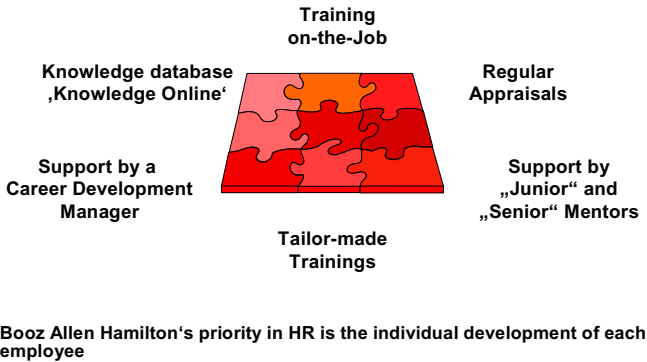 Training
on-the-Job
Knowledge database
‚Knowledge Online‘
Regular
Appraisals
Support by a
Career Development
Manager
Support by
„Junior“ and
„Senior“ Mentors
Tailor-made
Trainings
Booz Allen Hamilton‘s priority in HR is the individual development of each
employee